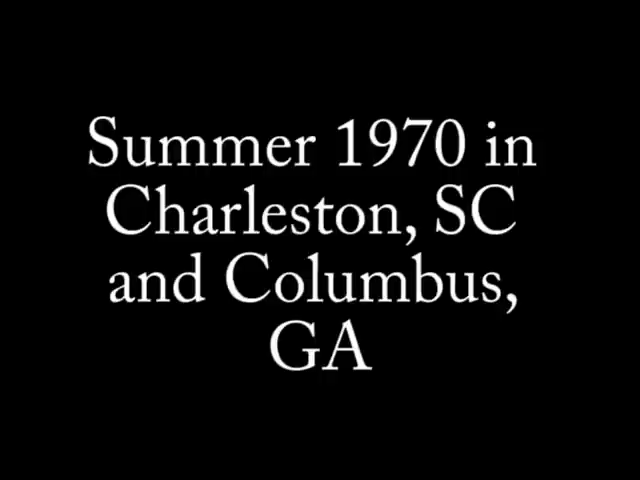 Summer 1970 in
Charleston, SC
and Columbus,
GA